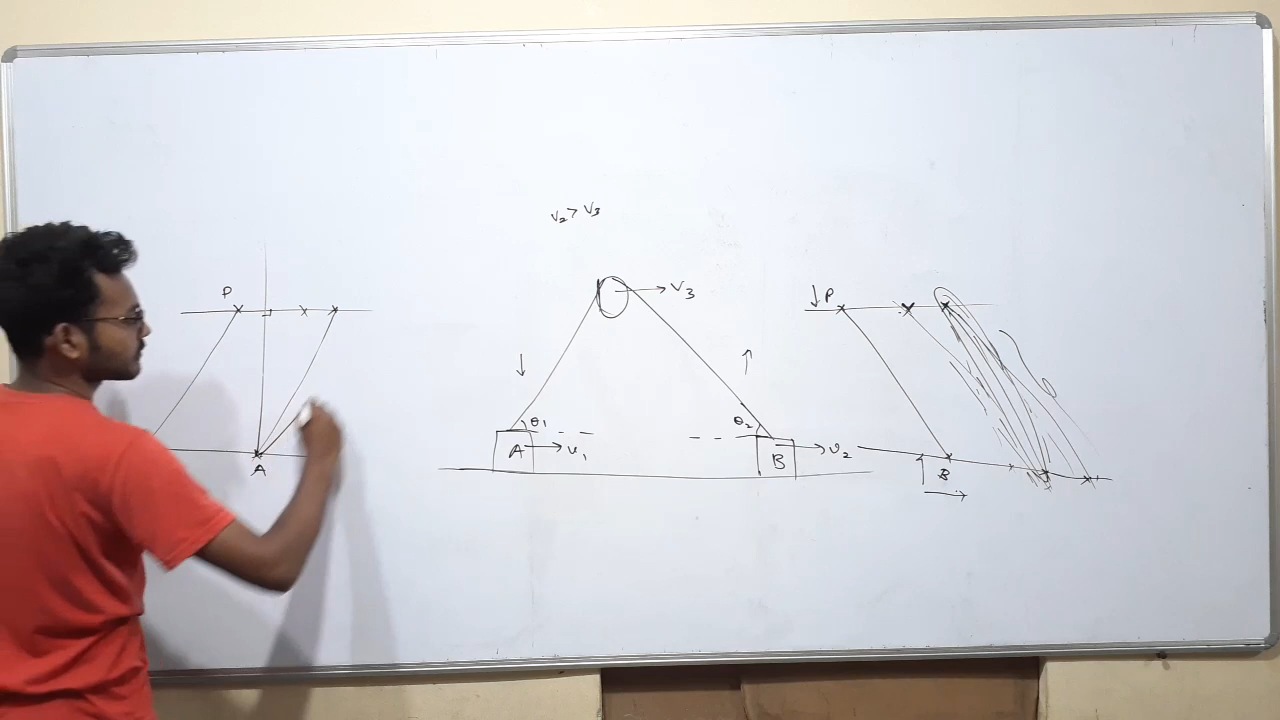 V₂ > V₃
P
V₃
↓P
θ₁
θ₂
A
A → v₁
B → v₂
B